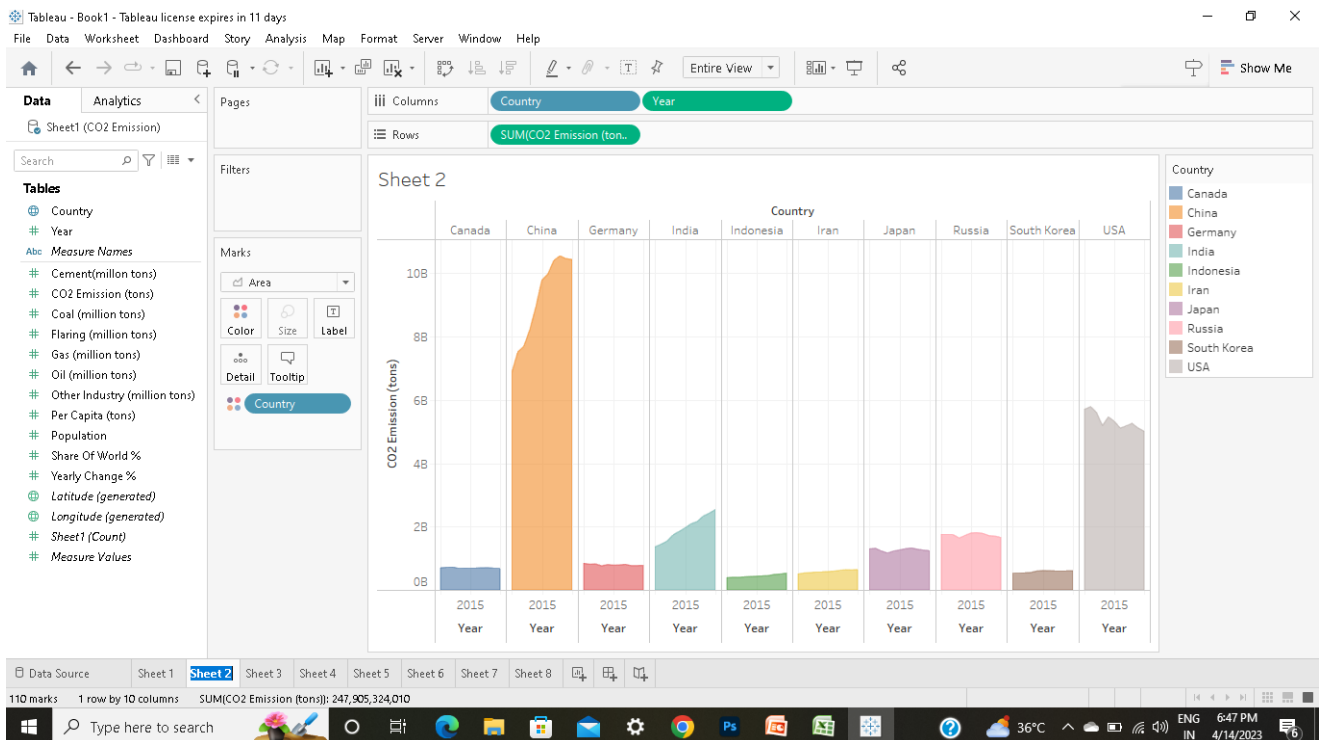 Tableau - Book1 - Tableau license expires in 11 days
File Data Worksheet Dashboard Story Analysis Map Format Server Window Help
Entire View
Show Me
Data Analytics
Sheet1 (CO2 Emission)
Search
Tables
Country
# Year
Abc Measure Names
# Cement(millon tons)
# CO2 Emission (tons)
# Coal (million tons)
# Flaring (million tons)
# Gas (million tons)
# Oil (million tons)
# Other Industry (million tons)
# Per Capita (tons)
# Population
# Share Of World %
# Yearly Change %
Latitude (generated)
Longitude (generated)
# Sheet1 (Count)
# Measure Values
Pages
Filters
Marks
Area
Color Size Label
Detail Tooltip
Country
Columns Country Year
Rows SUM(CO2 Emission (ton..
Sheet 2
Country
Canada China Germany India Indonesia Iran Japan Russia South Korea USA
CO2 Emission (tons)
10B
8B
6B
4B
2B
0B
2015 2015 2015 2015 2015 2015 2015 2015 2015 2015
Year Year Year Year Year Year Year Year Year Year
Country
Canada
China
Germany
India
Indonesia
Iran
Japan
Russia
South Korea
USA
Data Source Sheet 1 Sheet 2 Sheet 3 Sheet 4 Sheet 5 Sheet 6 Sheet 7 Sheet 8
110 marks 1 row by 10 columns SUM(CO2 Emission (tons)): 247,905,324,010
Type here to search
Ps
36°C
ENG
IN
6:47 PM
4/14/2023
6